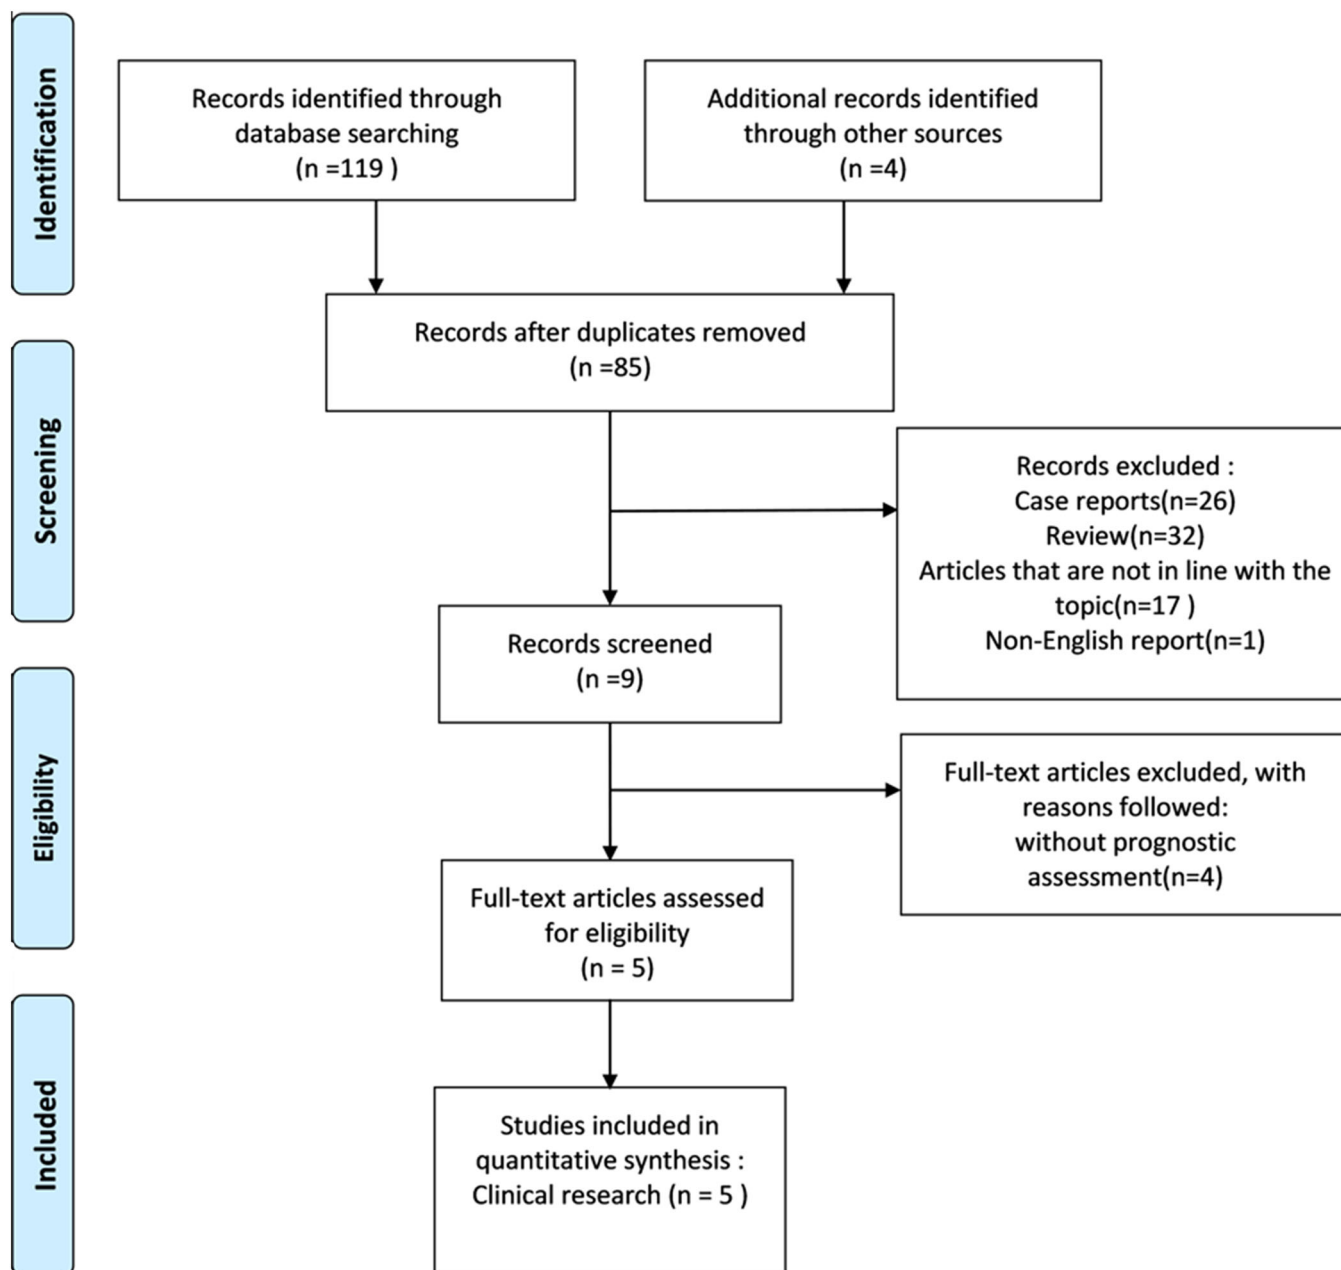 Identification
Records identified through
database searching
(n =119 )
Additional records identified
through other sources
(n =4)
Records after duplicates removed
(n =85)
Screening
Records excluded :
Case reports(n=26)
Review(n=32)
Articles that are not in line with the
topic(n=17 )
Non-English report(n=1)
Records screened
(n =9)
Eligibility
Full-text articles excluded, with
reasons followed:
without prognostic
assessment(n=4)
Full-text articles assessed
for eligibility
(n = 5)
Included
Studies included in
quantitative synthesis :
Clinical research (n = 5 )